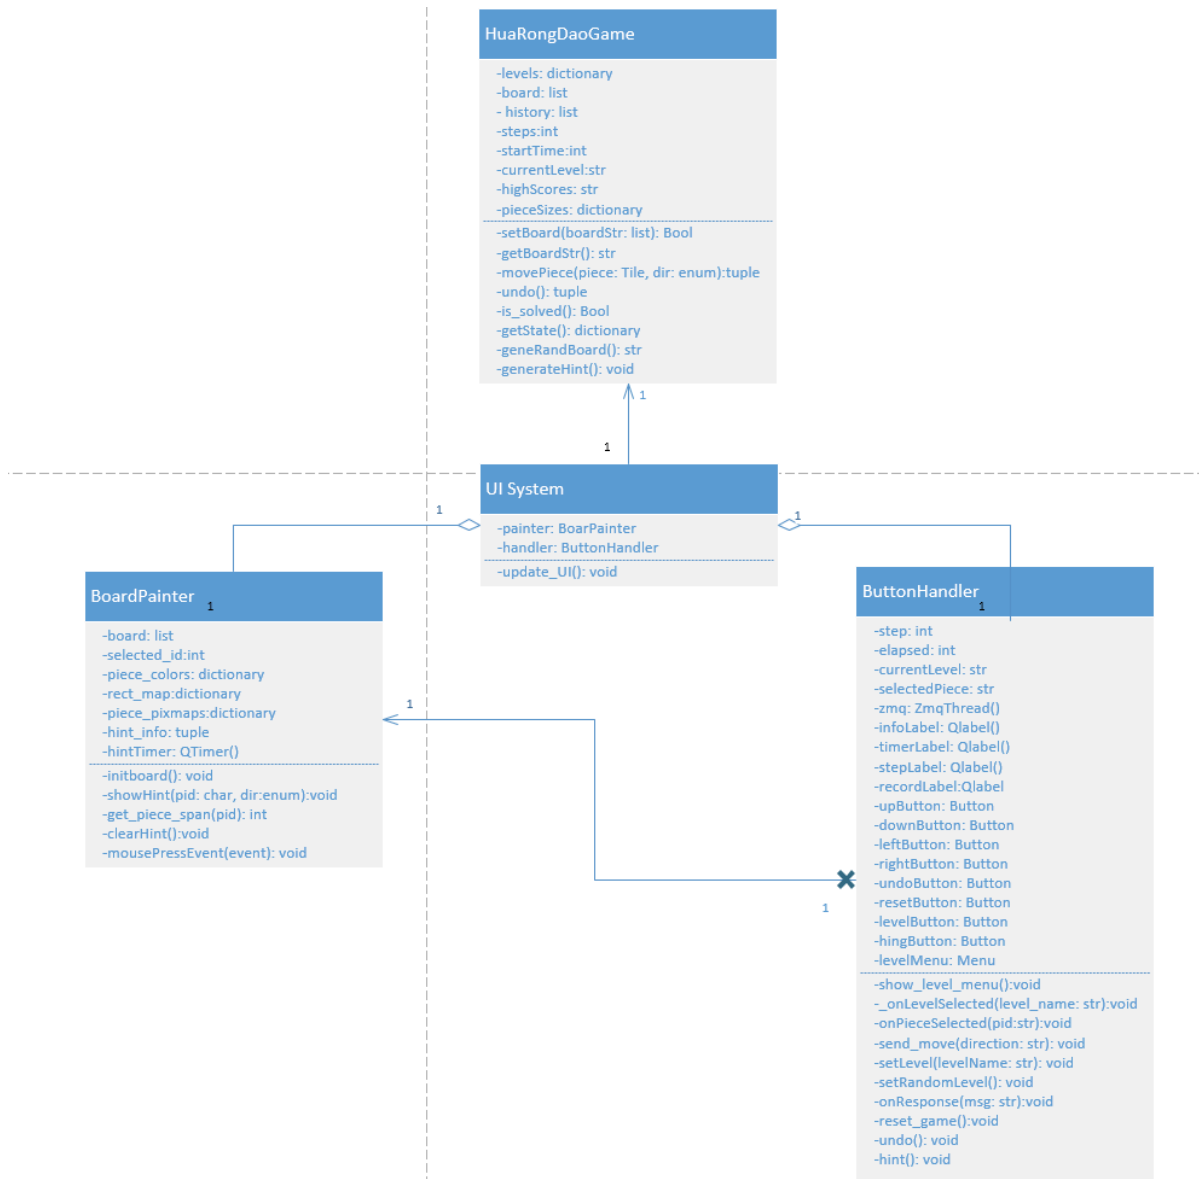 HuaRongDaoGame
-levels: dictionary
-board: list
- history: list
-steps:int
-startTime:int
-currentLevel:str
-highScores: str
-pieceSizes: dictionary
-setBoard(boardStr: list): Bool
-getBoardStr(): str
-movePiece(piece: Tile, dir: enum):tuple
-undo(): tuple
-is_solved(): Bool
-getState(): dictionary
-geneRandBoard(): str
-generateHint(): void
1
1
UI System
-painter: BoarPainter
-handler: ButtonHandler
-update_UI(): void
1
1
BoardPainter
1
-board: list
-selected_id:int
-piece_colors: dictionary
-rect_map:dictionary
-piece_pixmaps:dictionary
-hint_info: tuple
-hintTimer: QTimer()
-initboard(): void
-showHint(pid: char, dir:enum):void
-get_piece_span(pid): int
-clearHint():void
-mousePressEvent(event): void
1
1
ButtonHandler
1
-step: int
-elapsed: int
-currentLevel: str
-selectedPiece: str
-zmq: ZmqThread()
-infoLabel: Qlabel()
-timerLabel: Qlabel()
-stepLabel: Qlabel()
-recordLabel:Qlabel
-upButton: Button
-downButton: Button
-leftButton: Button
-rightButton: Button
-undoButton: Button
-resetButton: Button
-levelButton: Button
-hingButton: Button
-levelMenu: Menu
-show_level_menu():void
-_onLevelSelected(level_name: str):void
-onPieceSelected(pid:str):void
-send_move(direction: str): void
-setLevel(levelName: str): void
-setRandomLevel(): void
-onResponse(msg: str):void
-reset_game():void
-undo(): void
-hint(): void